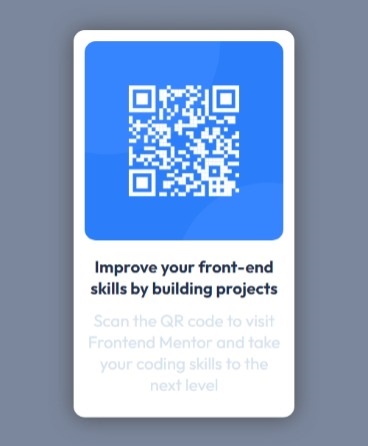 Improve your front-end
skills by building projects
Scan the QR code to visit
Frontend Mentor and take
your coding skills to the
next level